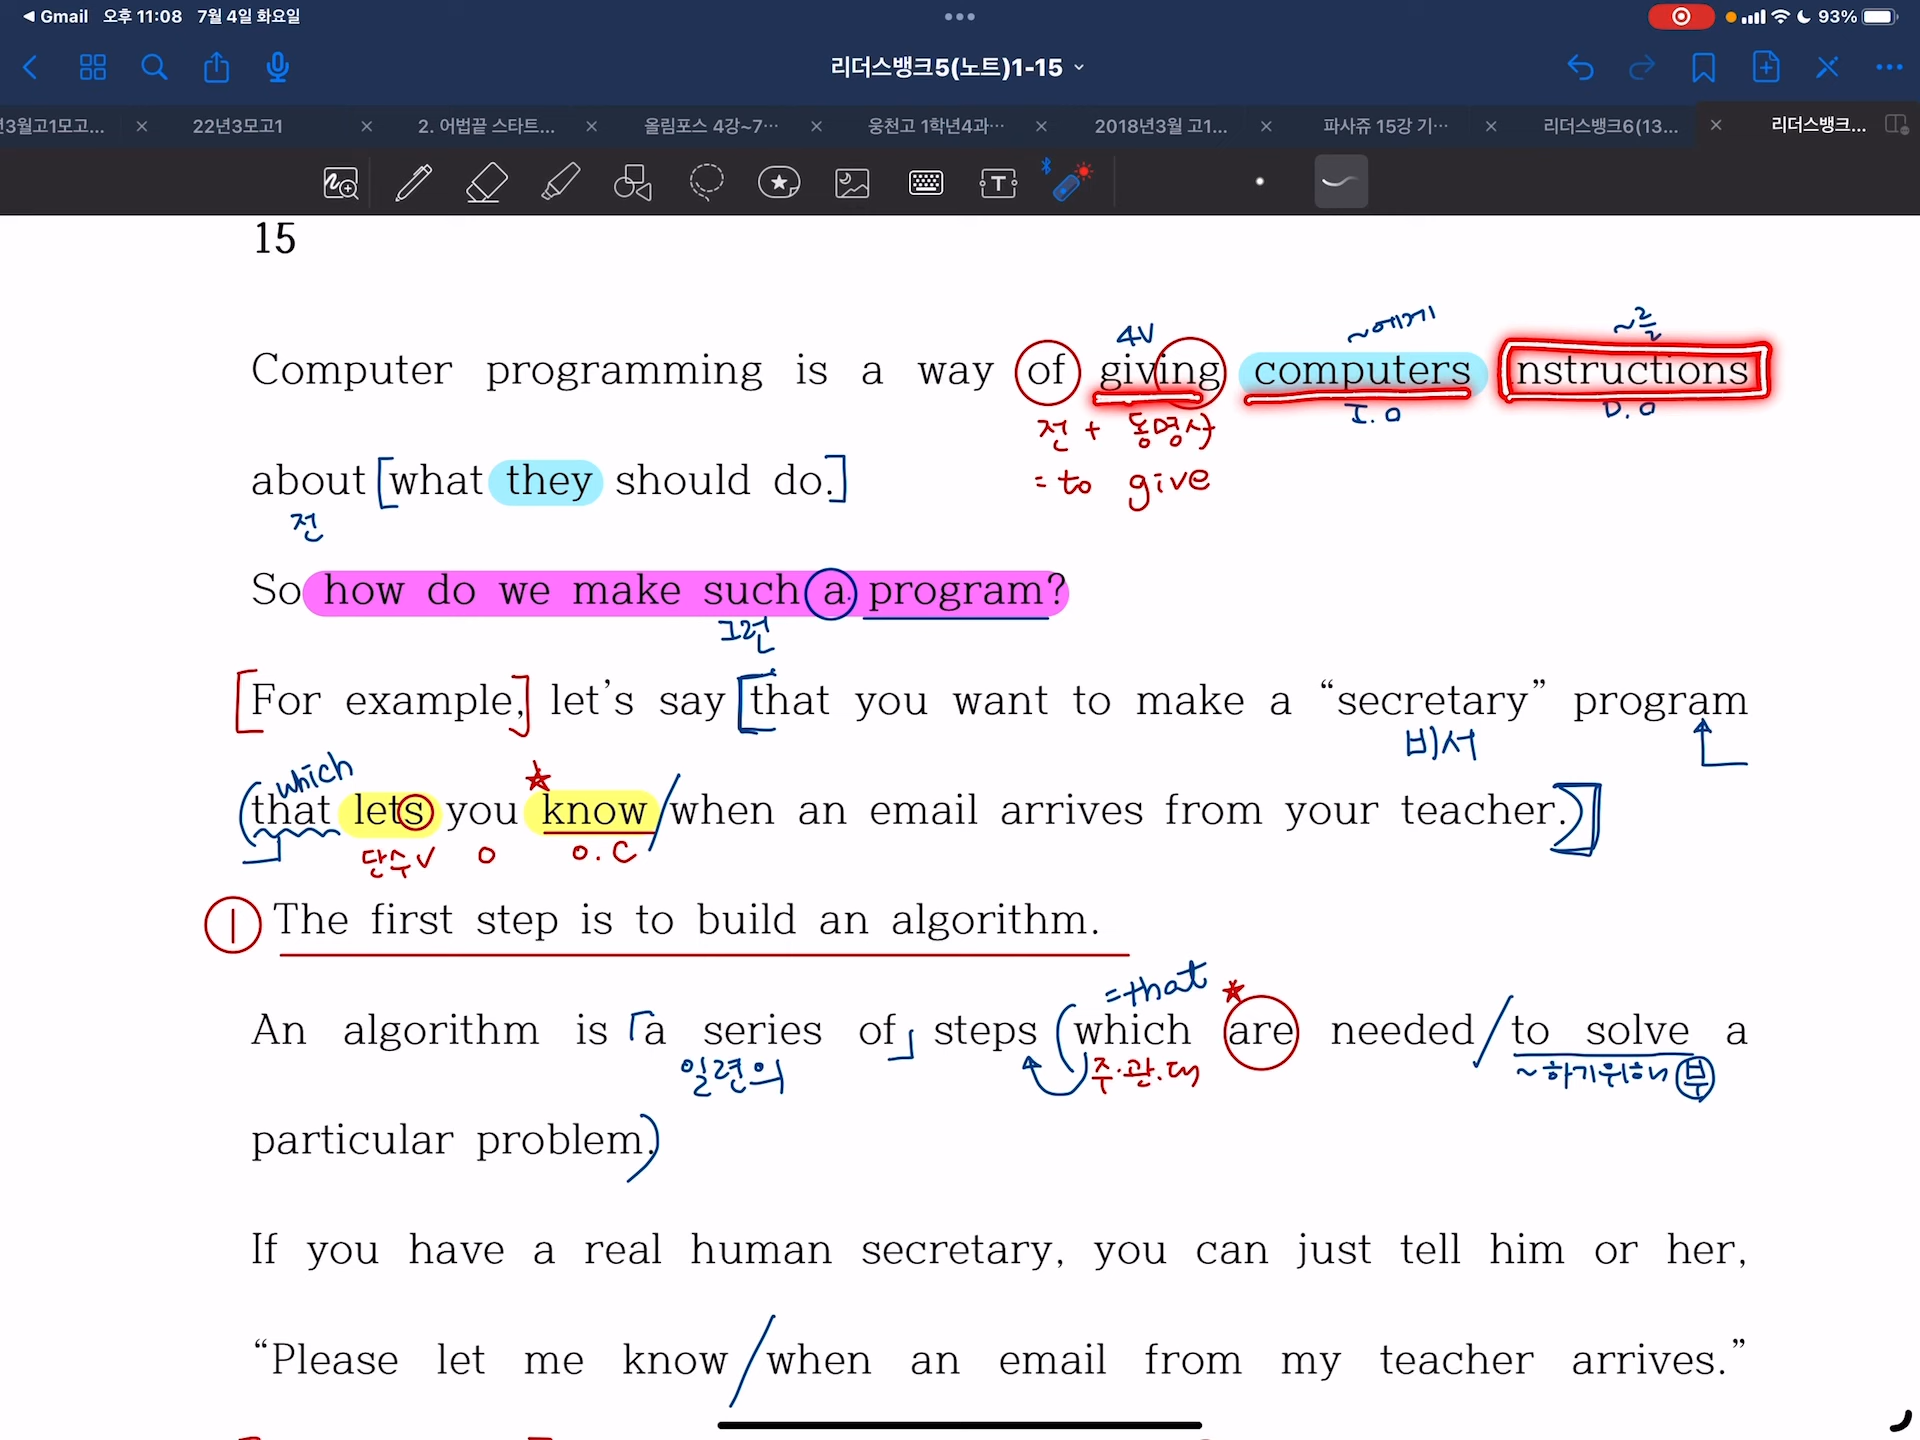 Gmail 오후 11:08 7월 4일 화요일 93%
리더스뱅크5(노트)1-15
년3월고1모고... 22년3모고1 2. 어법끝 스타트... 올림포스 4강~7… 웅천고 1학년4과… 2018년3월 고1... 파사쥬 15강 기… 리더스뱅크6(13... 리더스뱅크...
15
4V ~에게 ~를
Computer programming is a way of giving computers instructions
전 + 동명사 I.O D.O
about [what they should do.] = to give
전
So how do we make such a program?
그런
[For example,] let's say [that you want to make a “secretary” program
비서
which
(that lets you know / when an email arrives from your teacher.)]
단수V O O.C
① The first step is to build an algorithm.
=that
An algorithm is 「a series of」 steps (which are needed / to solve a
일련의 주.관.대 ~하기위해 부
particular problem.)
If you have a real human secretary, you can just tell him or her,
“Please let me know / when an email from my teacher arrives.”